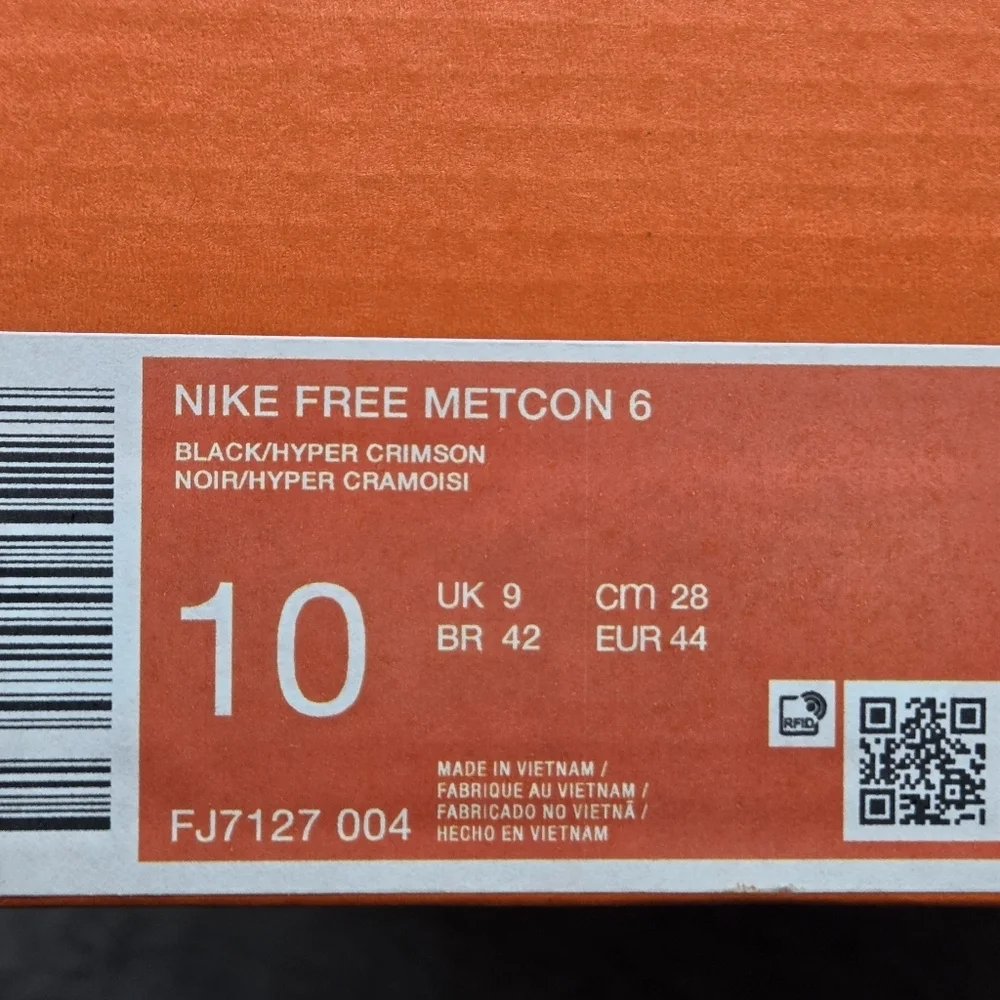 NIKE FREE METCON 6
BLACK/HYPER CRIMSON
NOIR/HYPER CRAMOISI
10
UK 9 cm 28
BR 42 EUR 44
RFID
FJ7127 004
MADE IN VIETNAM /
FABRIQUE AU VIETNAM /
FABRICADO NO VIETNÃ /
HECHO EN VIETNAM